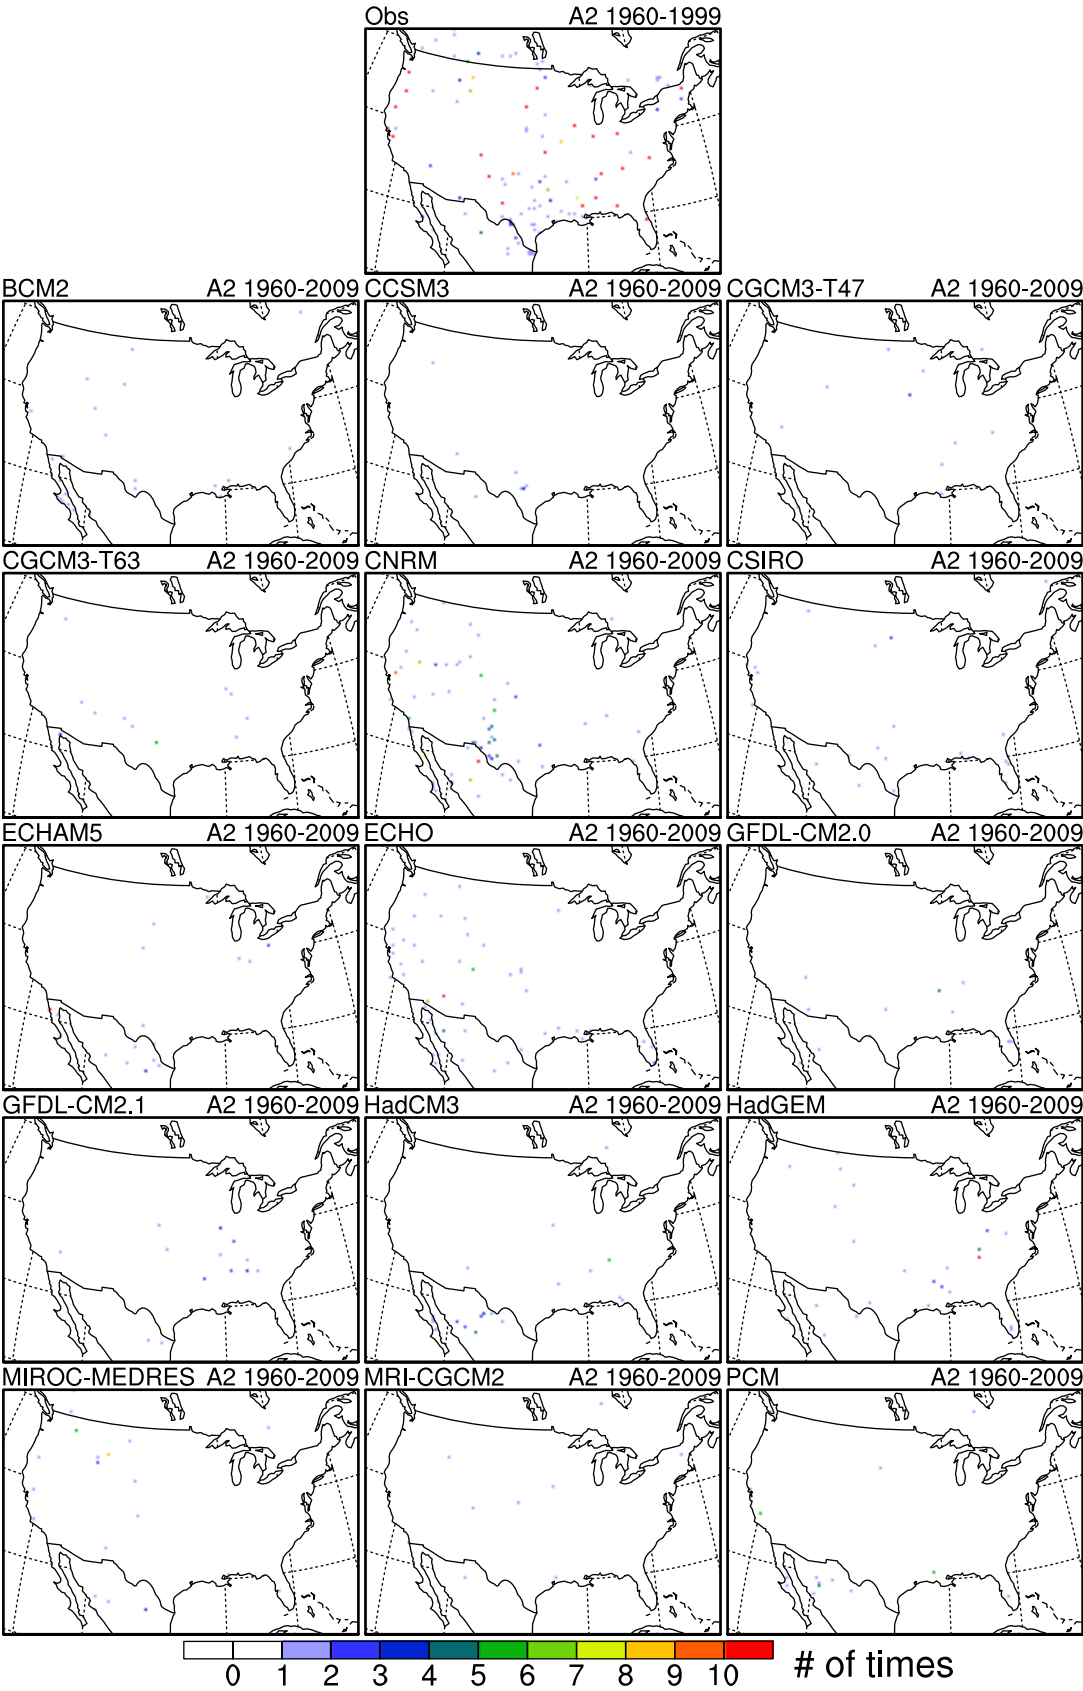 Obs A2 1960-1999
BCM2 A2 1960-2009 CCSM3 A2 1960-2009 CGCM3-T47 A2 1960-2009
CGCM3-T63 A2 1960-2009 CNRM A2 1960-2009 CSIRO A2 1960-2009
ECHAM5 A2 1960-2009 ECHO A2 1960-2009 GFDL-CM2.0 A2 1960-2009
GFDL-CM2.1 A2 1960-2009 HadCM3 A2 1960-2009 HadGEM A2 1960-2009
MIROC-MEDRES A2 1960-2009 MRI-CGCM2 A2 1960-2009 PCM A2 1960-2009
0 1 2 3 4 5 6 7 8 9 10 # of times